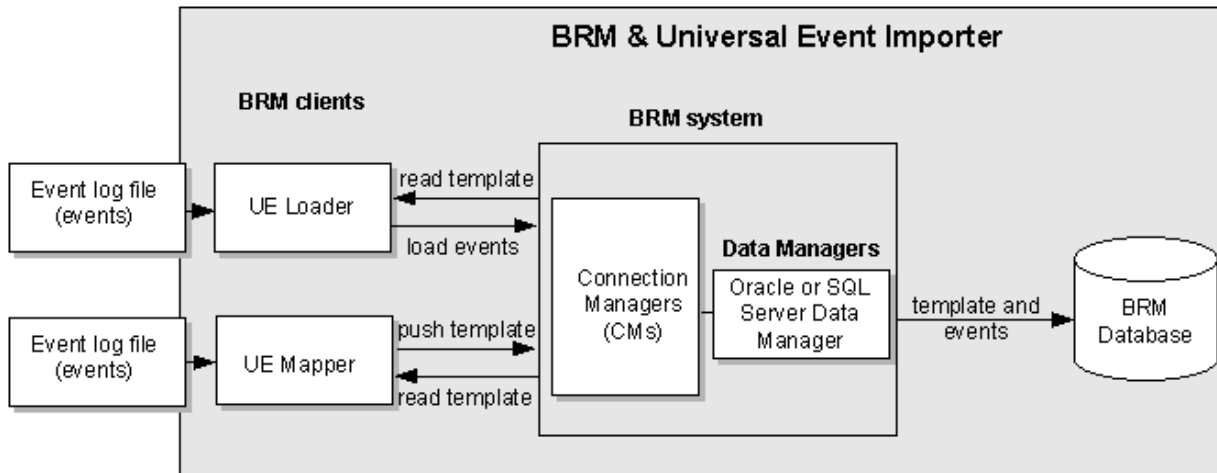 BRM & Universal Event Importer
BRM clients
BRM system
Event log file
(events)
UE Loader
read template
load events
Event log file
(events)
UE Mapper
push template
read template
Connection
Managers
(CMs)
Data Managers
Oracle or SQL
Server Data
Manager
template and
events
BRM
Database